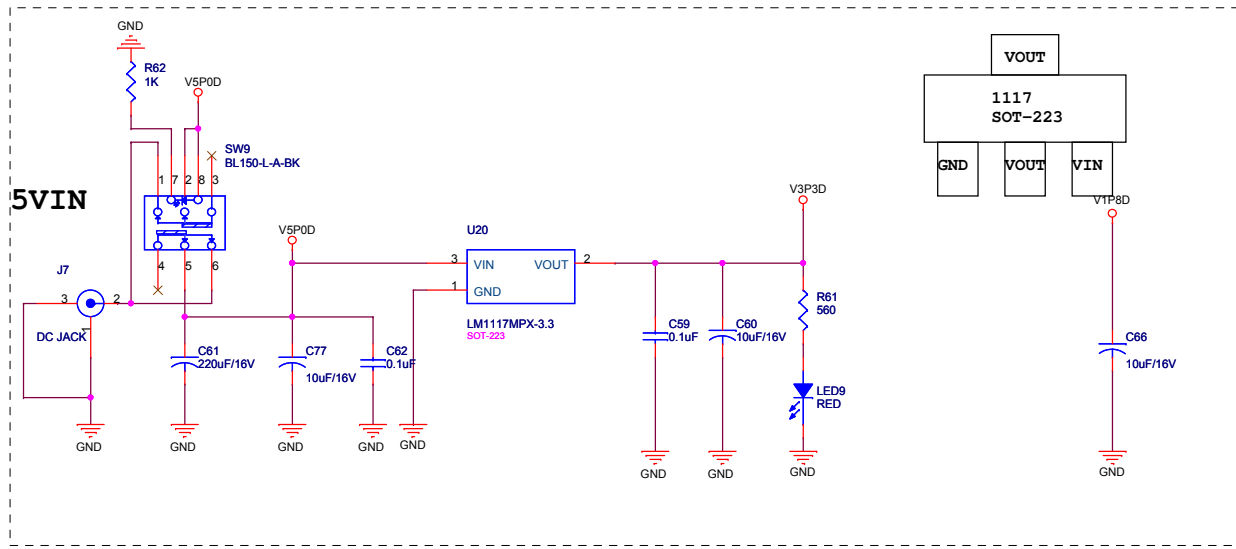 GND
R62
1K
V5P0D
SW9
BL150-L-A-BK
1 7 2 8 3
5VIN
4 5 6
J7
3 2
1
DC JACK
GND
C61
220uF/16V
GND
V5P0D
C77
10uF/16V
GND
C62
0.1uF
GND
U20
3 VIN VOUT 2
1 GND
LM1117MPX-3.3
SOT-223
GND
C59
0.1uF
GND
C60
10uF/16V
GND
V3P3D
R61
560
LED9
RED
GND
VOUT
1117
SOT-223
GND VOUT VIN
V1P8D
C66
10uF/16V
GND